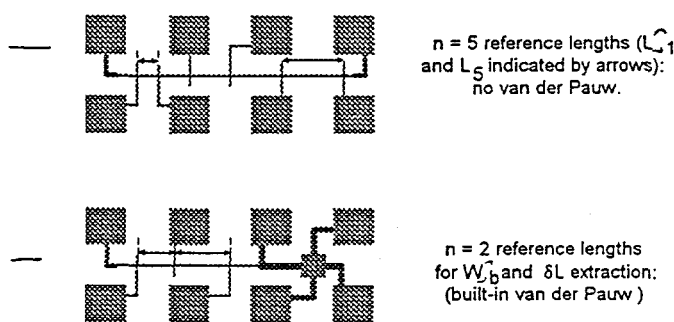 n = 5 reference lengths (L1
and L5 indicated by arrows):
no van der Pauw.
n = 2 reference lengths
for Wb and δL extraction:
(built-in van der Pauw )